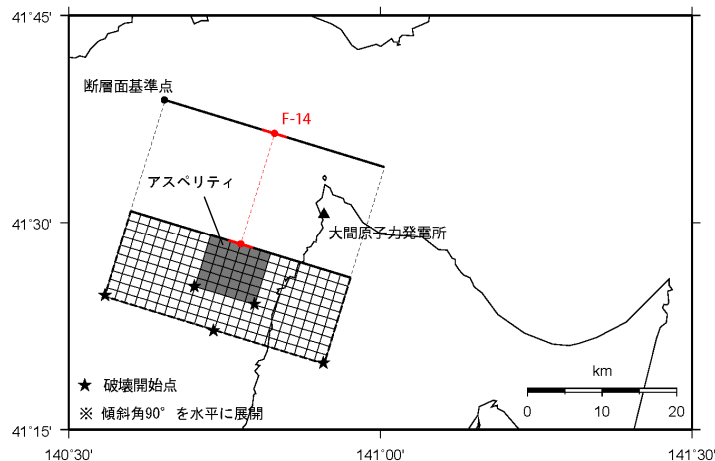 41°45'
断層面基準点
F-14
アスペリティ
41°30'
大間原子力発電所
★ 破壊開始点
※ 傾斜角90°を水平に展開
km
0 10 20
41°15'
140°30' 141°00' 141°30'